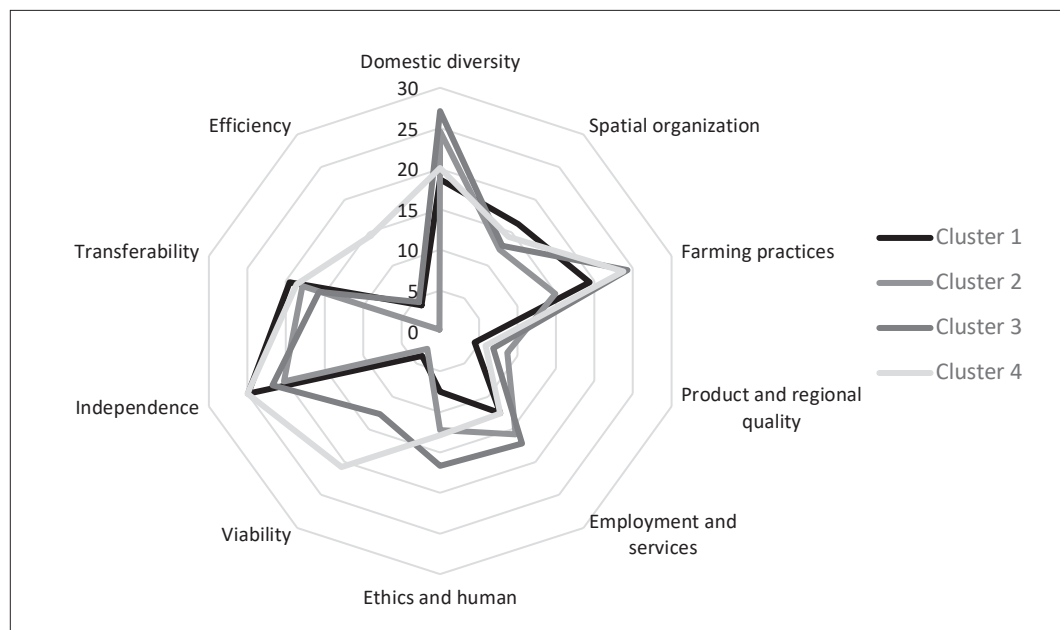 Domestic diversity
30
25
20
15
10
5
0
Spatial organization
Farming practices
Product and regional
quality
Employment and
services
Ethics and human
Viability
Independence
Transferability
Efficiency
Cluster 1
Cluster 2
Cluster 3
Cluster 4